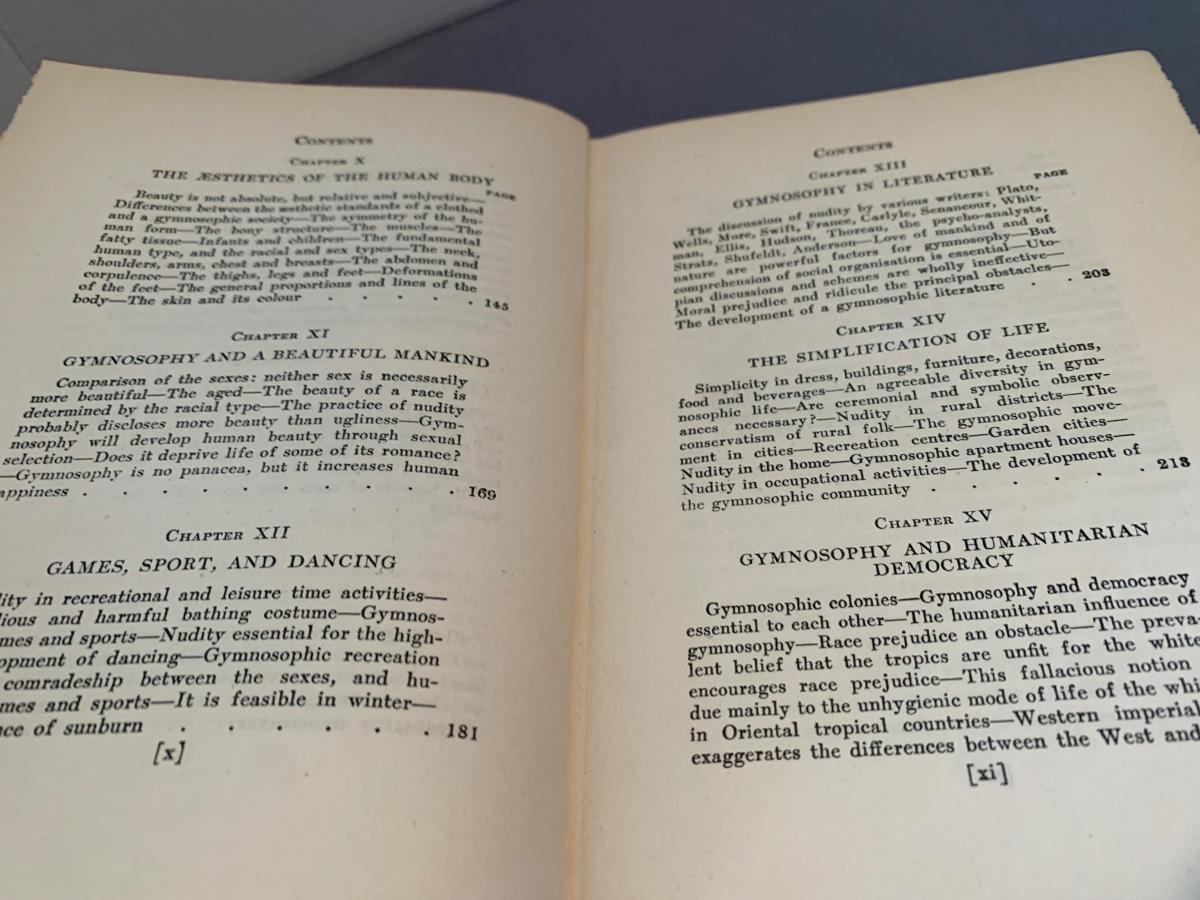 CONTENTS
CHAPTER X
THE ÆSTHETICS OF THE HUMAN BODY
PAGE
Beauty is not absolute, but relative and subjective—
Differences between the esthetic standards of a clothed
and a gymnosophic society—The symmetry of the hu-
man form—The bony structure—The muscles—The
fatty tissue—Infants and children—The fundamental
human type, and the racial and sex types—The neck,
shoulders, arms, chest and breasts—The abdomen and
corpulence—The thighs, legs and feet—Deformations
of the feet—The general proportions and lines of the
body—The skin and its colour . . . . . 145
CHAPTER XI
GYMNOSOPHY AND A BEAUTIFUL MANKIND
Comparison of the sexes: neither sex is necessarily
more beautiful—The aged—The beauty of a race is
determined by the racial type—The practice of nudity
probably discloses more beauty than ugliness—Gym-
nosophy will develop human beauty through sexual
selection—Does it deprive life of some of its romance?
—Gymnosophy is no panacea, but it increases human
appiness . . . . . . . . . 169
CHAPTER XII
GAMES, SPORT, AND DANCING
ity in recreational and leisure time activities—
ious and harmful bathing costume—Gymnos-
mes and sports—Nudity essential for the high-
opment of dancing—Gymnosophic recreation
comradeship between the sexes, and hu-
mes and sports—It is feasible in winter—
ce of sunburn . . . . . . 181
[x]
CONTENTS
CHAPTER XIII
GYMNOSOPHY IN LITERATURE
PAGE
The discussion of nudity by various writers: Plato,
Wells, More, Swift, France, Carlyle, Senancour, Whit-
man, Ellis, Hudson, Thoreau, the psycho-analysts,
Stratz, Shufeldt, Anderson—Love of mankind and of
nature are powerful factors for gymnosophy—But
comprehension of social organisation is essential—Uto-
pian discussions and schemes are wholly ineffective—
Moral prejudice and ridicule the principal obstacles—
The development of a gymnosophic literature . . 203
CHAPTER XIV
THE SIMPLIFICATION OF LIFE
Simplicity in dress, buildings, furniture, decorations,
food and beverages—An agreeable diversity in gym-
nosophic life—Are ceremonial and symbolic observ-
ances necessary?—Nudity in rural districts—The
conservatism of rural folk—The gymnosophic move-
ment in cities—Recreation centres—Garden cities—
Nudity in the home—Gymnosophic apartment houses—
Nudity in occupational activities—The development of
the gymnosophic community . . . . . 213
CHAPTER XV
GYMNOSOPHY AND HUMANITARIAN
DEMOCRACY
Gymnosophic colonies—Gymnosophy and democracy
essential to each other—The humanitarian influence of
gymnosophy—Race prejudice an obstacle—The preva-
lent belief that the tropics are unfit for the white
encourages race prejudice—This fallacious notion
due mainly to the unhygienic mode of life of the whi
in Oriental tropical countries—Western imperial
exaggerates the differences between the West and
[xi]